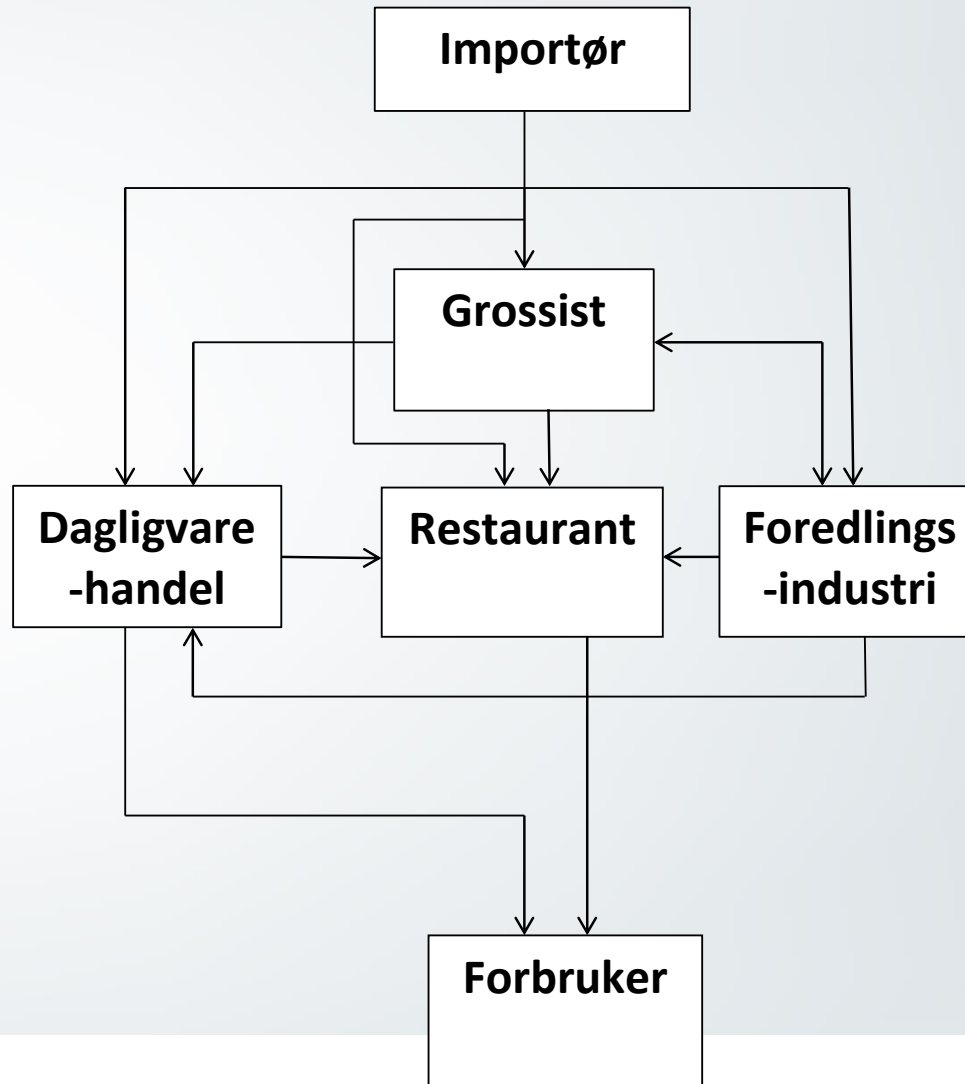 Importør
Grossist
Dagligvare
-handel
Restaurant
Foredlings
-industri
Forbruker